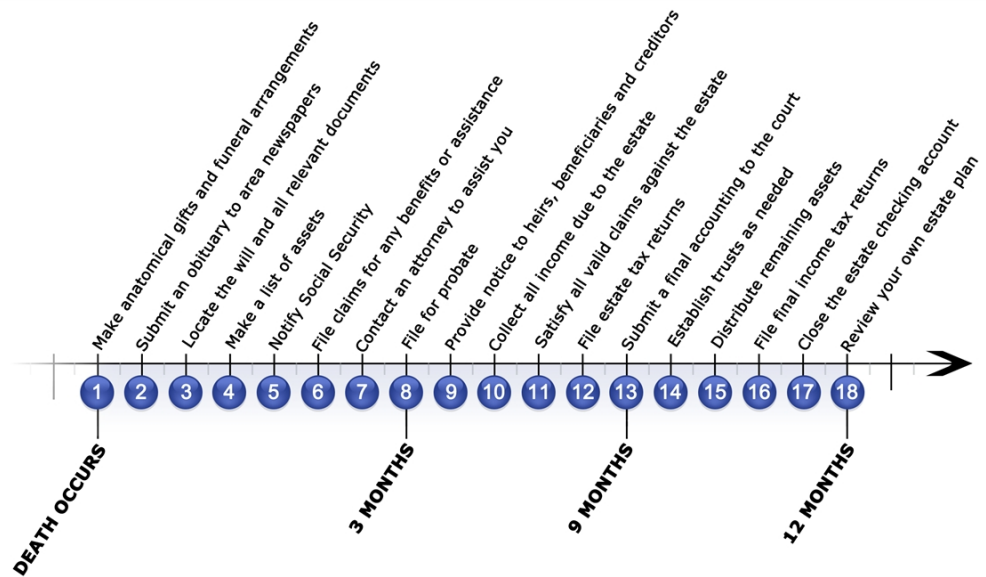 Make anatomical gifts and funeral arrangements
Submit an obituary to area newspapers
Locate the will and all relevant documents
Make a list of assets
Notify Social Security
File claims for any benefits or assistance
Contact an attorney to assist you
File for probate
Provide notice to heirs, beneficiaries and creditors
Collect all income due to the estate
Satisfy all valid claims against the estate
File estate tax returns
Submit a final accounting to the court
Establish trusts as needed
Distribute remaining assets
File final income tax returns
Close the estate checking account
Review your own estate plan
1 2 3 4 5 6 7 8 9 10 11 12 13 14 15 16 17 18
DEATH OCCURS
3 MONTHS
9 MONTHS
12 MONTHS